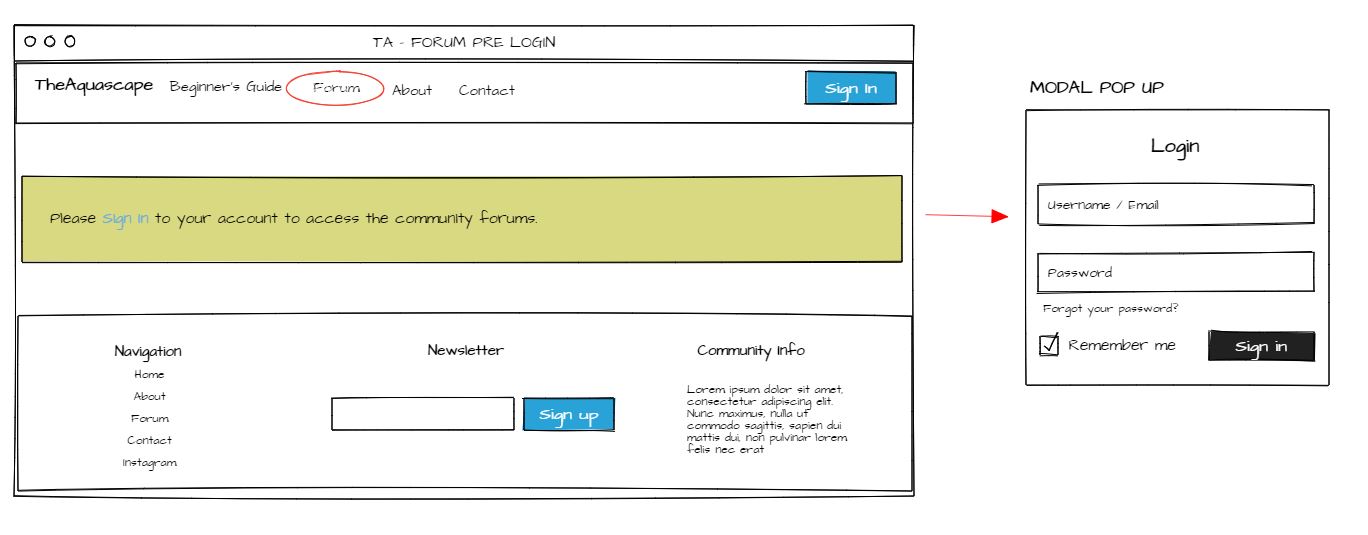 TA - FORUM PRE LOGIN
TheAquascape Beginner's Guide Forum About Contact Sign In
Please Sign In to your account to access the community forums.
Navigation
Home
About
Forum
Contact
Instagram
Newsletter
Sign up
Community Info
Lorem ipsum dolor sit amet,
consectetur adipiscing elit.
Nunc maximus, nulla ut
commodo sagittis, sapien dui
mattis dui, non pulvinar lorem
felis nec erat
MODAL POP UP
Login
Username / Email
Password
Forgot your password?
Remember me Sign in